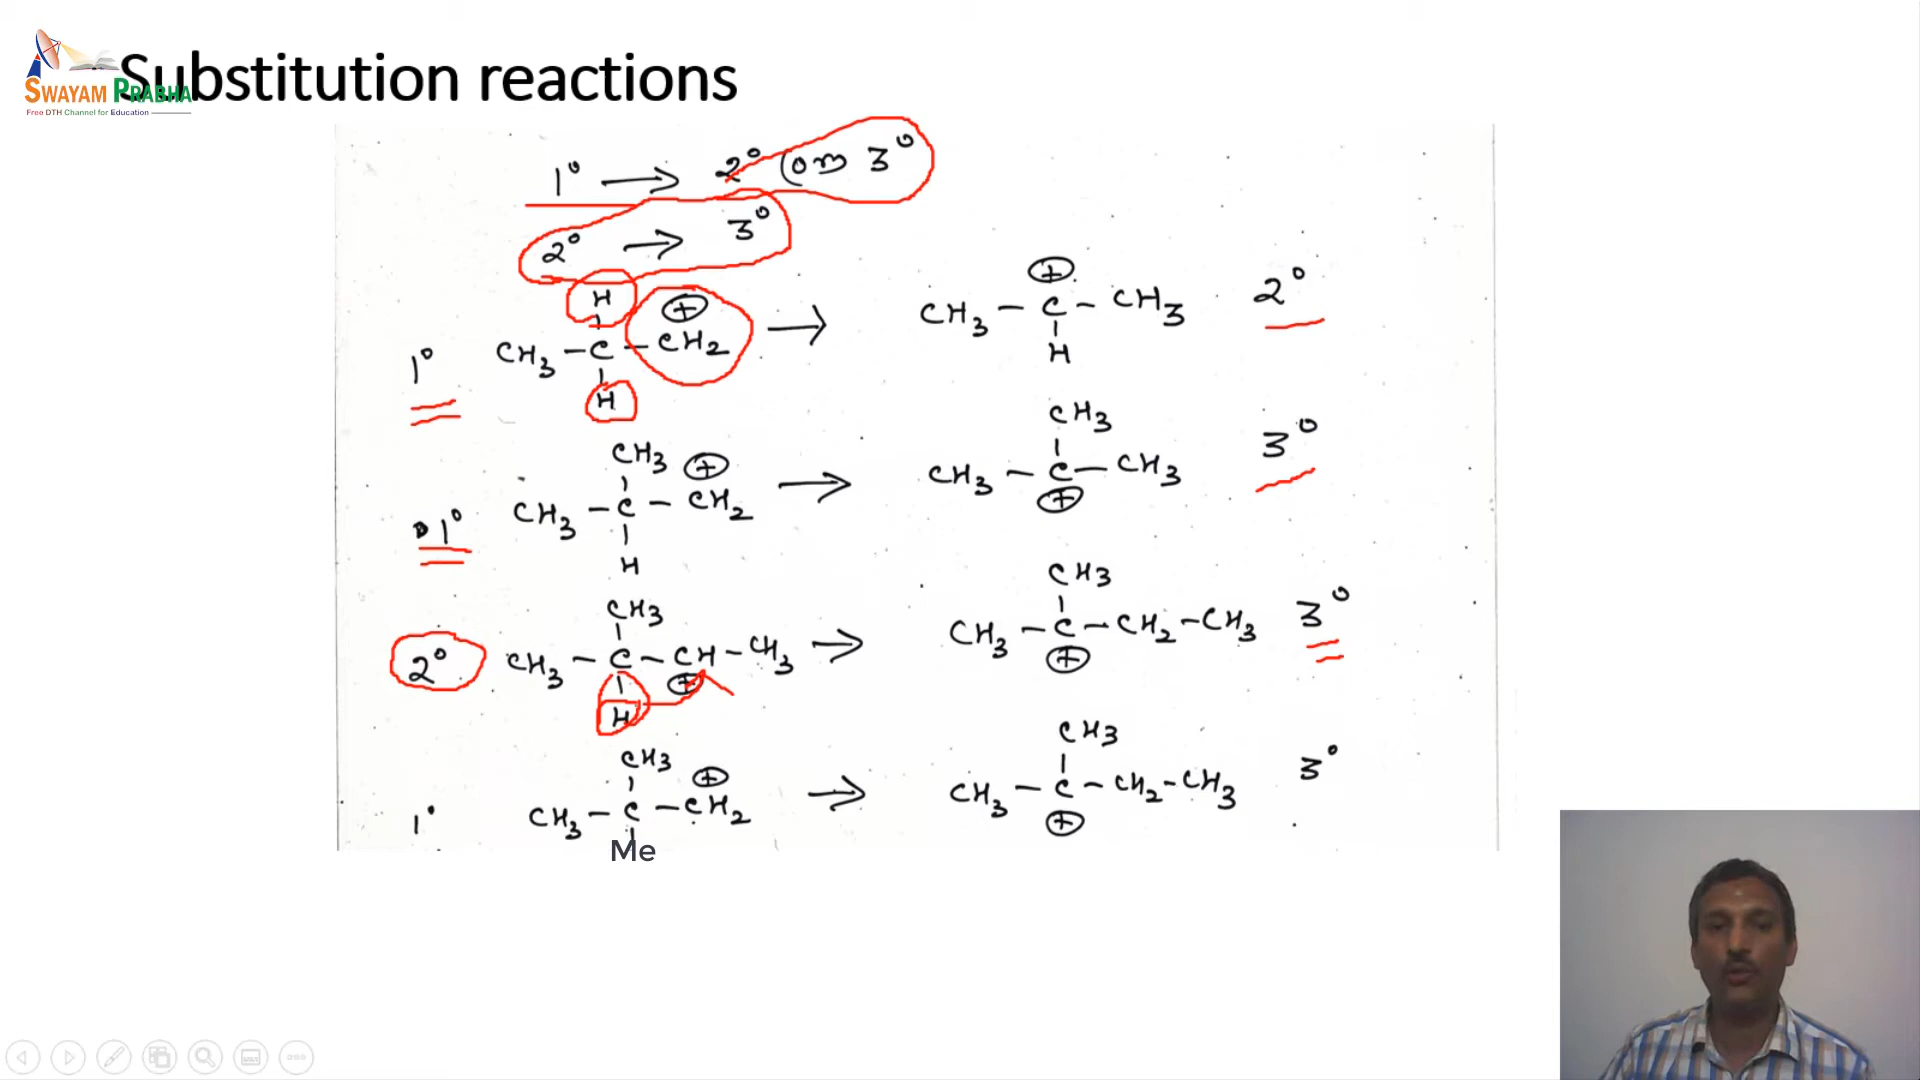 Substitution reactions
SWAYAM PRABHA
Free DTH Channel for Education
1° → 2° (or) 3°
2° → 3°
H ⊕ ⊕
1° CH3 – C – CH2 → CH3 – C – CH3 2°
H H
CH3 ⊕ CH3
1° CH3 – C – CH2 → CH3 – C – CH3 3°
H ⊕
CH3 CH3
2° CH3 – C – CH – CH3 → CH3 – C – CH2 – CH3 3°
H ⊕ ⊕
CH3 ⊕ CH3
1° CH3 – C – CH2 → CH3 – C – CH2 – CH3 3°
Me ⊕